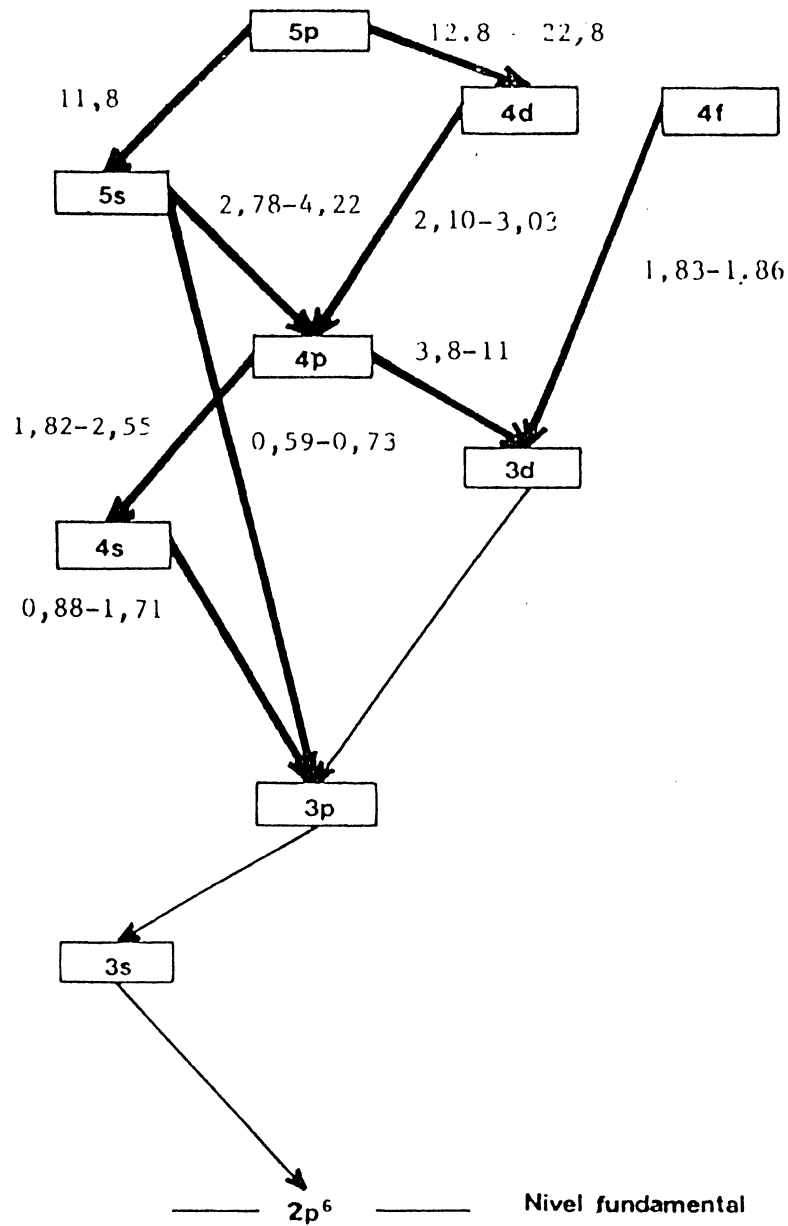 5p
12.8 - 22,8
11,8
4d
4f
5s
2,78-4,22
2,10-3,03
1,83-1.86
4p
3,8-11
1,82-2,55
0,59-0,73
3d
4s
0,88-1,71
3p
3s
2p⁶
Nivel fundamental